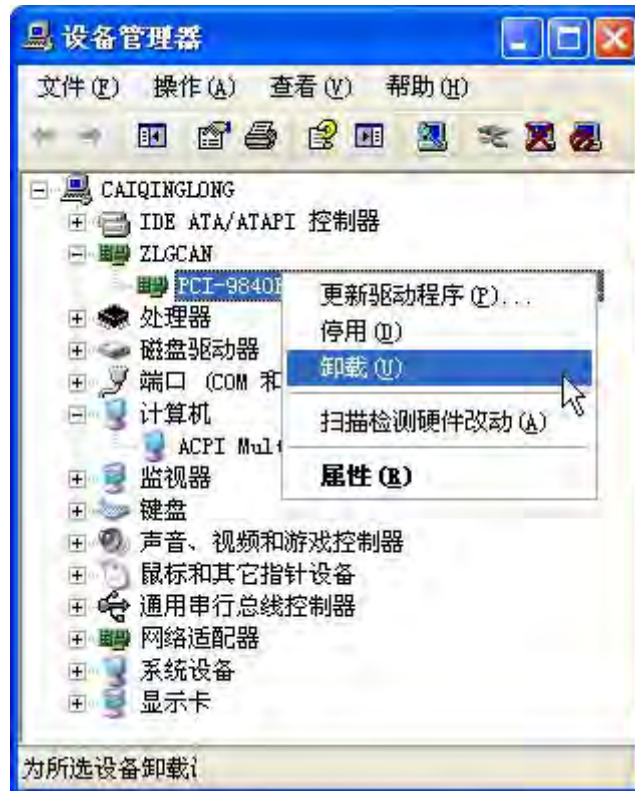 设备管理器
文件(F) 操作(A) 查看(V) 帮助(H)
CAIQINGLONG
IDE ATA/ATAPI 控制器
ZLGCAN
PCI-9840
更新驱动程序(P)...
处理器
停用(D)
磁盘驱动器
卸载(U)
端口 (COM 和
计算机
扫描检测硬件改动(A)
ACPI Mult
监视器
属性(R)
键盘
声音、视频和游戏控制器
鼠标和其它指针设备
通用串行总线控制器
网络适配器
系统设备
显示卡
为所选设备卸载